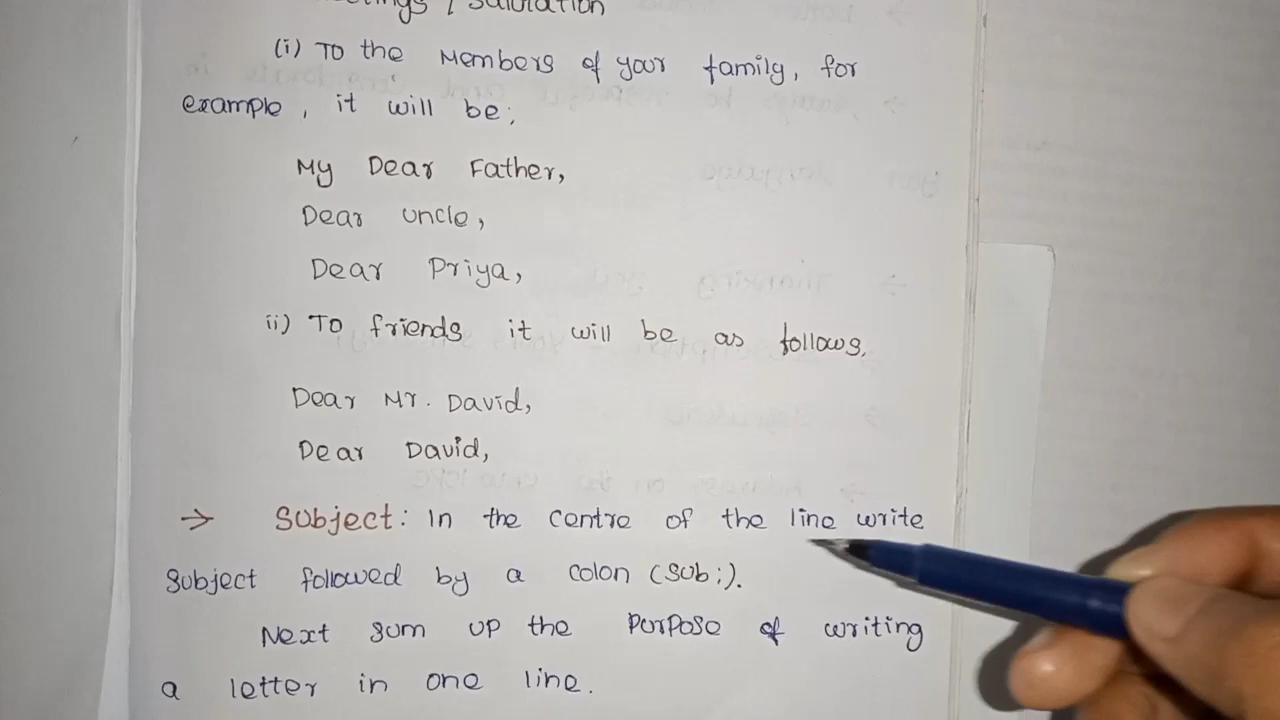 Salutation
(i) To the Members of your family, for
example, it will be;
My Dear Father,
Dear uncle,
Dear Priya,
ii) To friends it will be as follows.
Dear Mr. David,
Dear David,
→ Subject: In the centre of the line write
Subject followed by a colon (Sub;).
Next sum up the purpose of writing
a letter in one line.